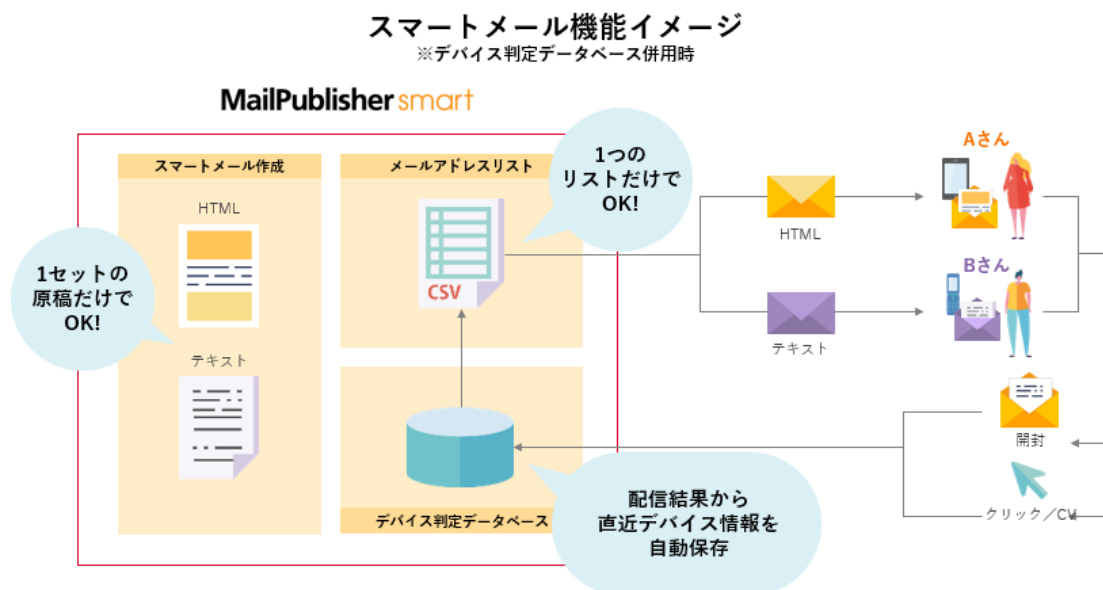 スマートメール機能イメージ
※デバイス判定データベース併用時
MailPublisher smart
スマートメール作成
HTML
テキスト
1セットの
原稿だけで
OK!
メールアドレスリスト
CSV
1つの
リストだけで
OK!
デバイス判定データベース
配信結果から
直近デバイス情報を
自動保存
HTML
テキスト
Aさん
Bさん
開封
クリック／CV